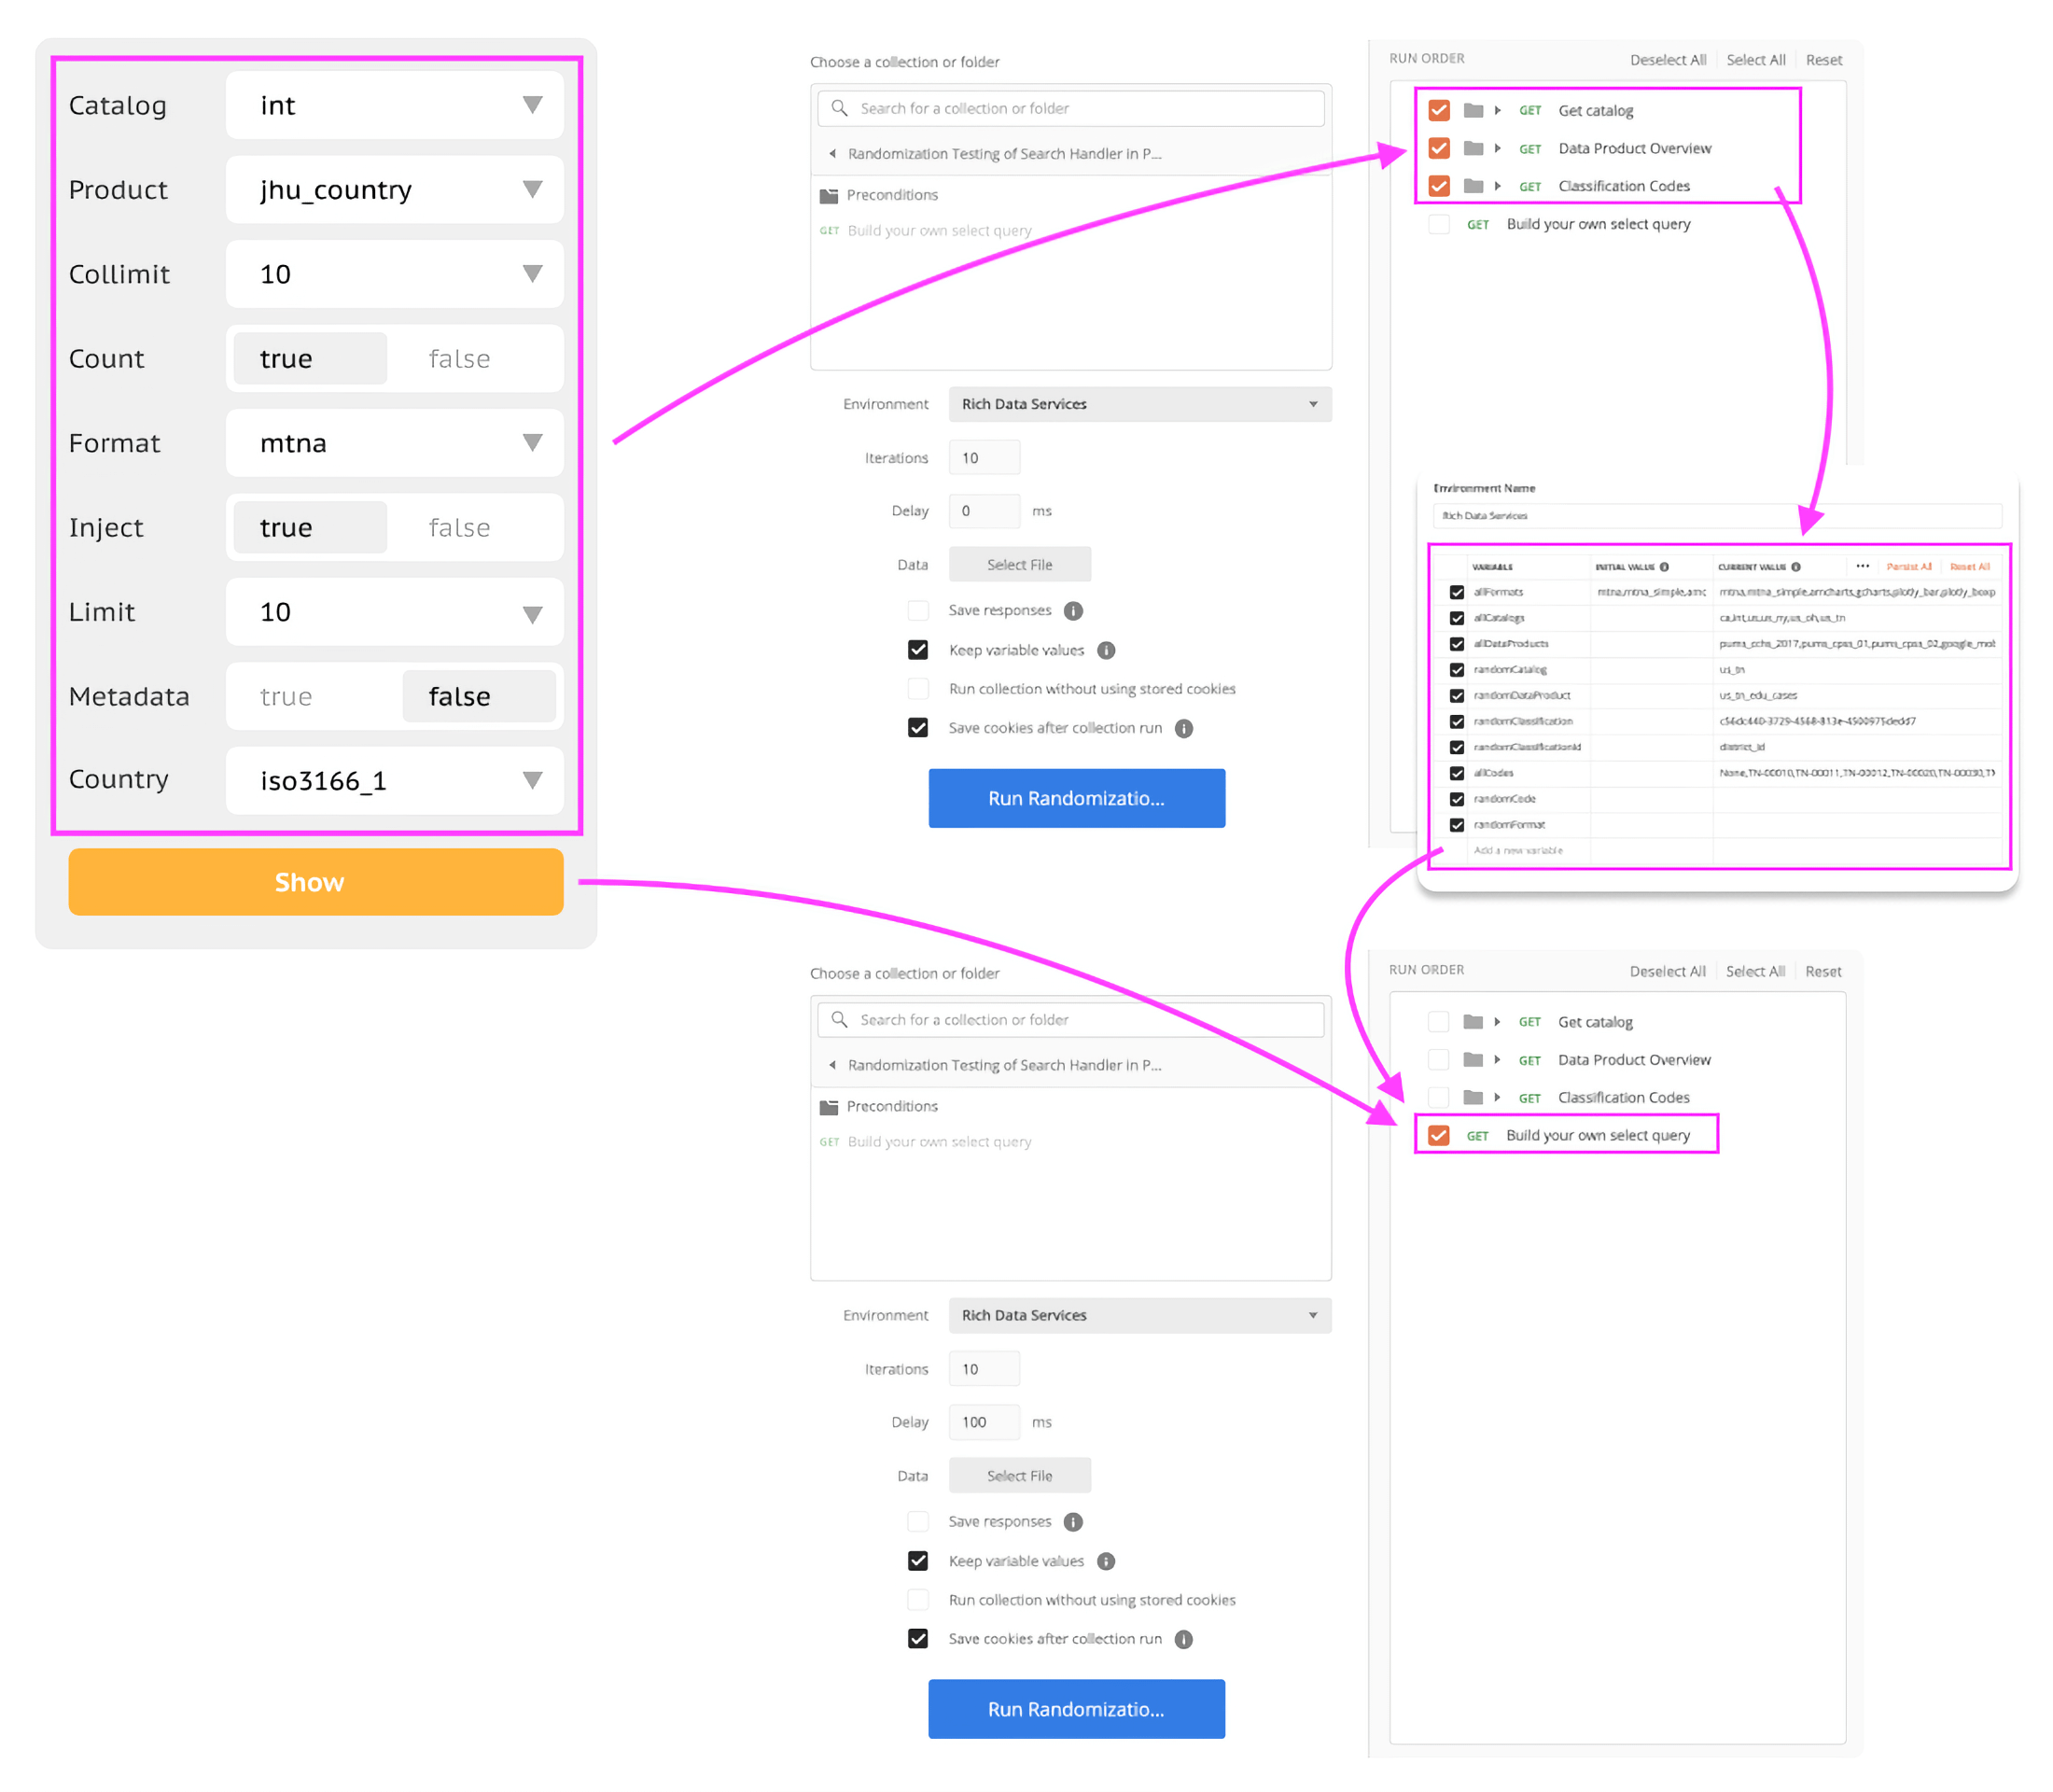 Catalog int
Product jhu_country
Collimit 10
Count true false
Format mtna
Inject true false
Limit 10
Metadata true false
Country iso3166_1
Show
Choose a collection or folder
Search for a collection or folder
Randomization Testing of Search Handler in P...
Preconditions
GET Build your own select query
Environment Rich Data Services
Iterations 10
Delay 0 ms
Data Select File
Save responses
Keep variable values
Run collection without using stored cookies
Save cookies after collection run
Run Randomizatio...
RUN ORDER Deselect All Select All Reset
GET Get catalog
GET Data Product Overview
GET Classification Codes
GET Build your own select query
Environment Name
Rich Data Services
VARIABLE INITIAL VALUE CURRENT VALUE ••• Persist All Reset All
allFormats mtna,mtna_simple,amc mtna,mtna_simple,amcharts,gcharts,plotly_bar,plotly_boxp
allCatalogs ca,int,us,us_ny,us_oh,us_tn
allDataProducts pums_cchs_2017,pums_cpss_01,pums_cpss_02,google_mob
randomCatalog us_tn
randomDataProduct us_tn_edu_cases
randomClassification
randomClassificationId district_id
allCodes None,TN-00010,TN-00011,TN-00012,TN-00020,TN-00030,TN
randomCode
randomFormat
Add a new variable
Choose a collection or folder
Search for a collection or folder
Randomization Testing of Search Handler in P...
Preconditions
GET Build your own select query
Environment Rich Data Services
Iterations 10
Delay 100 ms
Data Select File
Save responses
Keep variable values
Run collection without using stored cookies
Save cookies after collection run
Run Randomizatio...
RUN ORDER Deselect All Select All Reset
GET Get catalog
GET Data Product Overview
GET Classification Codes
GET Build your own select query